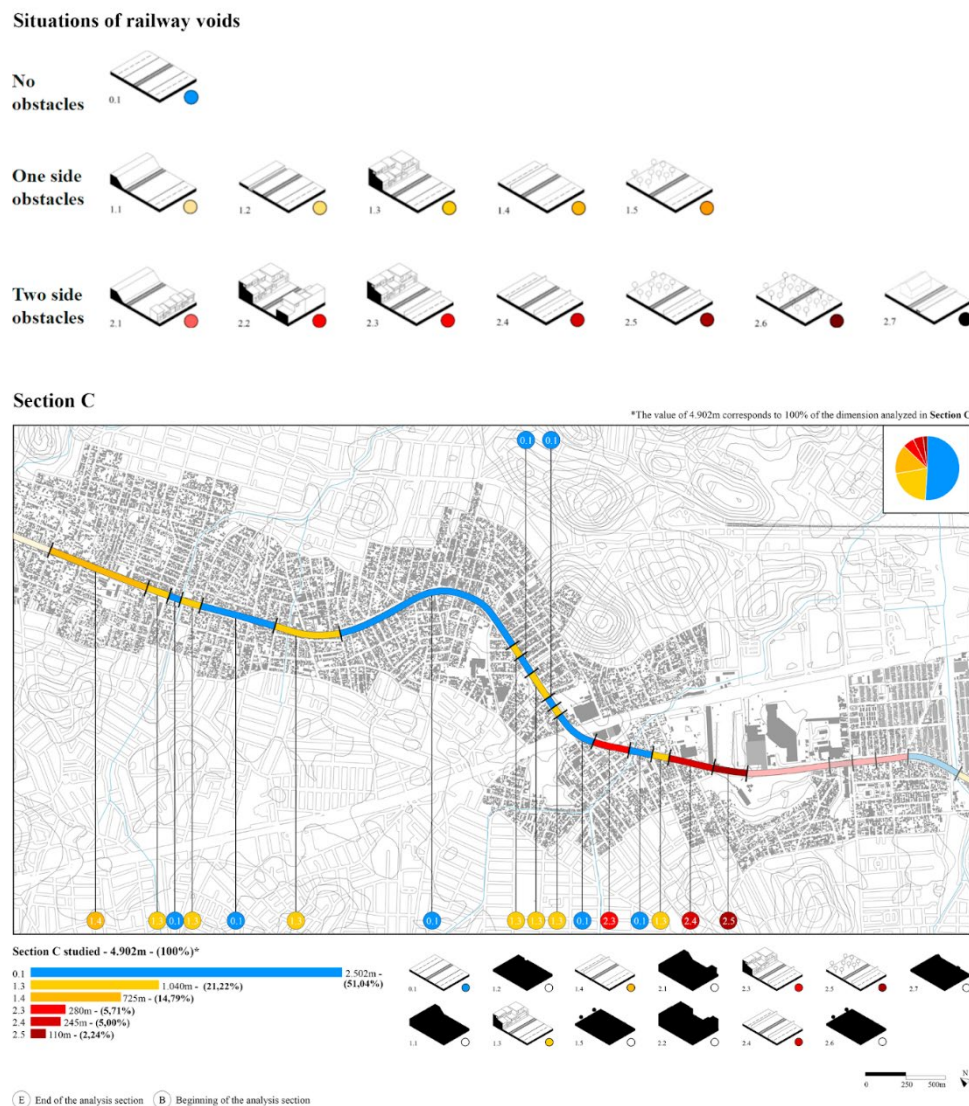 Situations of railway voids
No
obstacles
0.1
One side
obstacles
1.1
1.2
1.3
1.4
1.5
Two side
obstacles
2.1
2.2
2.3
2.4
2.5
2.6
2.7
Section C
*The value of 4.902m corresponds to 100% of the dimension analyzed in Section C
0.1 0.1
1.4 1.3 0.1 1.3 0.1 1.3 0.1 1.3 1.3 1.3 0.1 2.3 0.1 1.3 2.4 2.5
Section C studied - 4.902m - (100%)*
0.1 2.502m - (51,04%)
1.3 1.040m - (21,22%)
1.4 725m - (14,79%)
2.3 280m - (5,71%)
2.4 245m - (5,00%)
2.5 110m - (2,24%)
0.1 1.2 1.4 2.1 2.3 2.5 2.7
1.1 1.3 1.5 2.2 2.4 2.6
N
0 250 500m
E End of the analysis section B Beginning of the analysis section